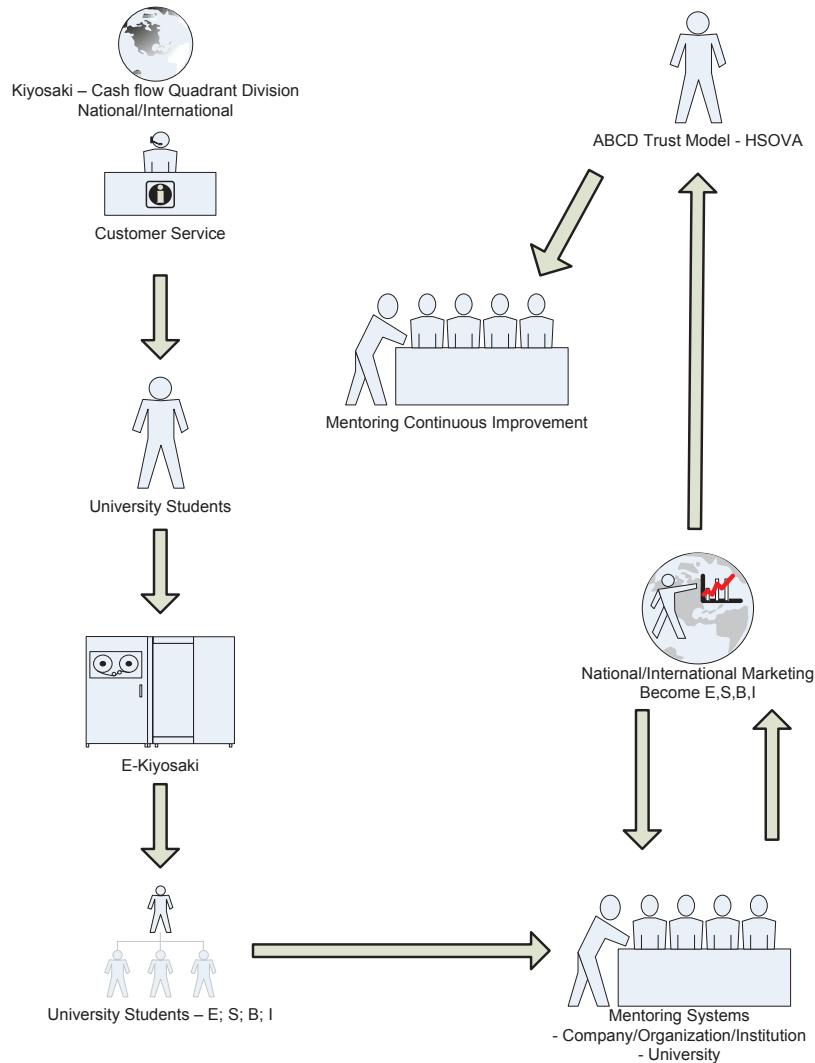 Kiyosaki – Cash flow Quadrant Division
National/International
Customer Service
University Students
E-Kiyosaki
University Students – E; S; B; I
Mentoring Systems
- Company/Organization/Institution
- University
National/International Marketing
Become E,S,B,I
ABCD Trust Model - HSOVA
Mentoring Continuous Improvement